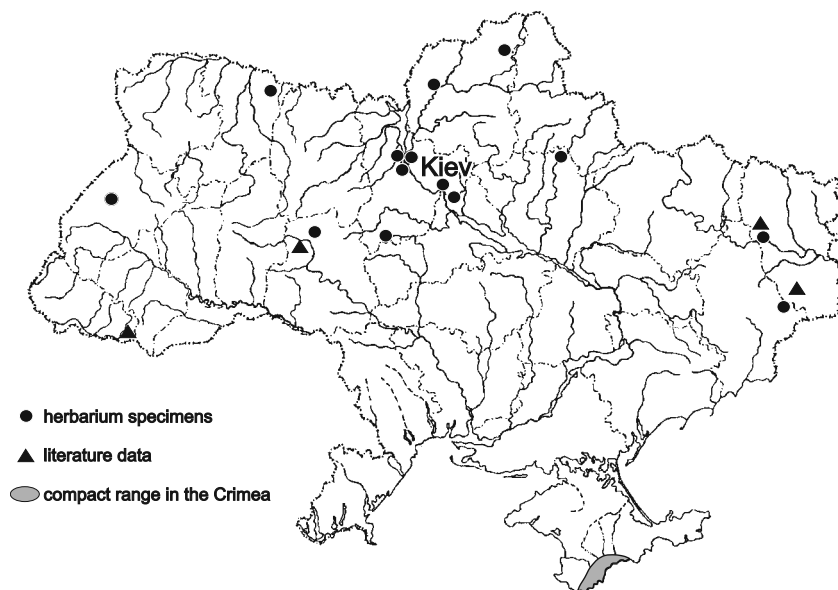 Kiev
herbarium specimens
literature data
compact range in the Crimea